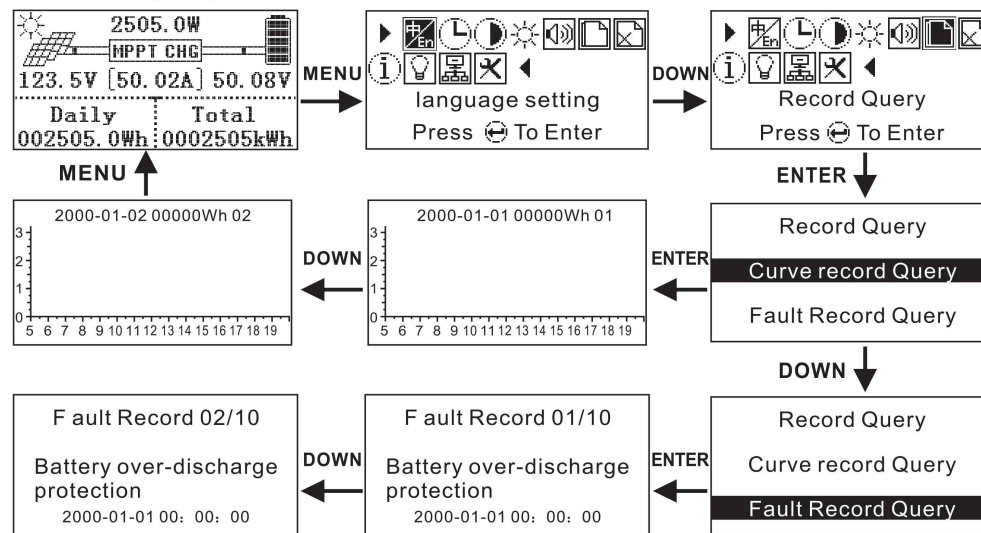 2505.0W
MPPT CHG
123.5V [50.02A] 50.08V
Daily Total
002505.0Wh 0002505kWh
MENU
中/En
i
language setting
Press To Enter
DOWN
中/En
i
Record Query
Press To Enter
MENU
ENTER
2000-01-02 00000Wh 02
3
2
1
0
5 6 7 8 9 10 11 12 13 14 15 16 17 18 19
DOWN
2000-01-01 00000Wh 01
3
2
1
0
5 6 7 8 9 10 11 12 13 14 15 16 17 18 19
ENTER
Record Query
Curve record Query
Fault Record Query
DOWN
F ault Record 02/10
Battery over-discharge
protection
2000-01-01 00: 00: 00
DOWN
F ault Record 01/10
Battery over-discharge
protection
2000-01-01 00: 00: 00
ENTER
Record Query
Curve record Query
Fault Record Query